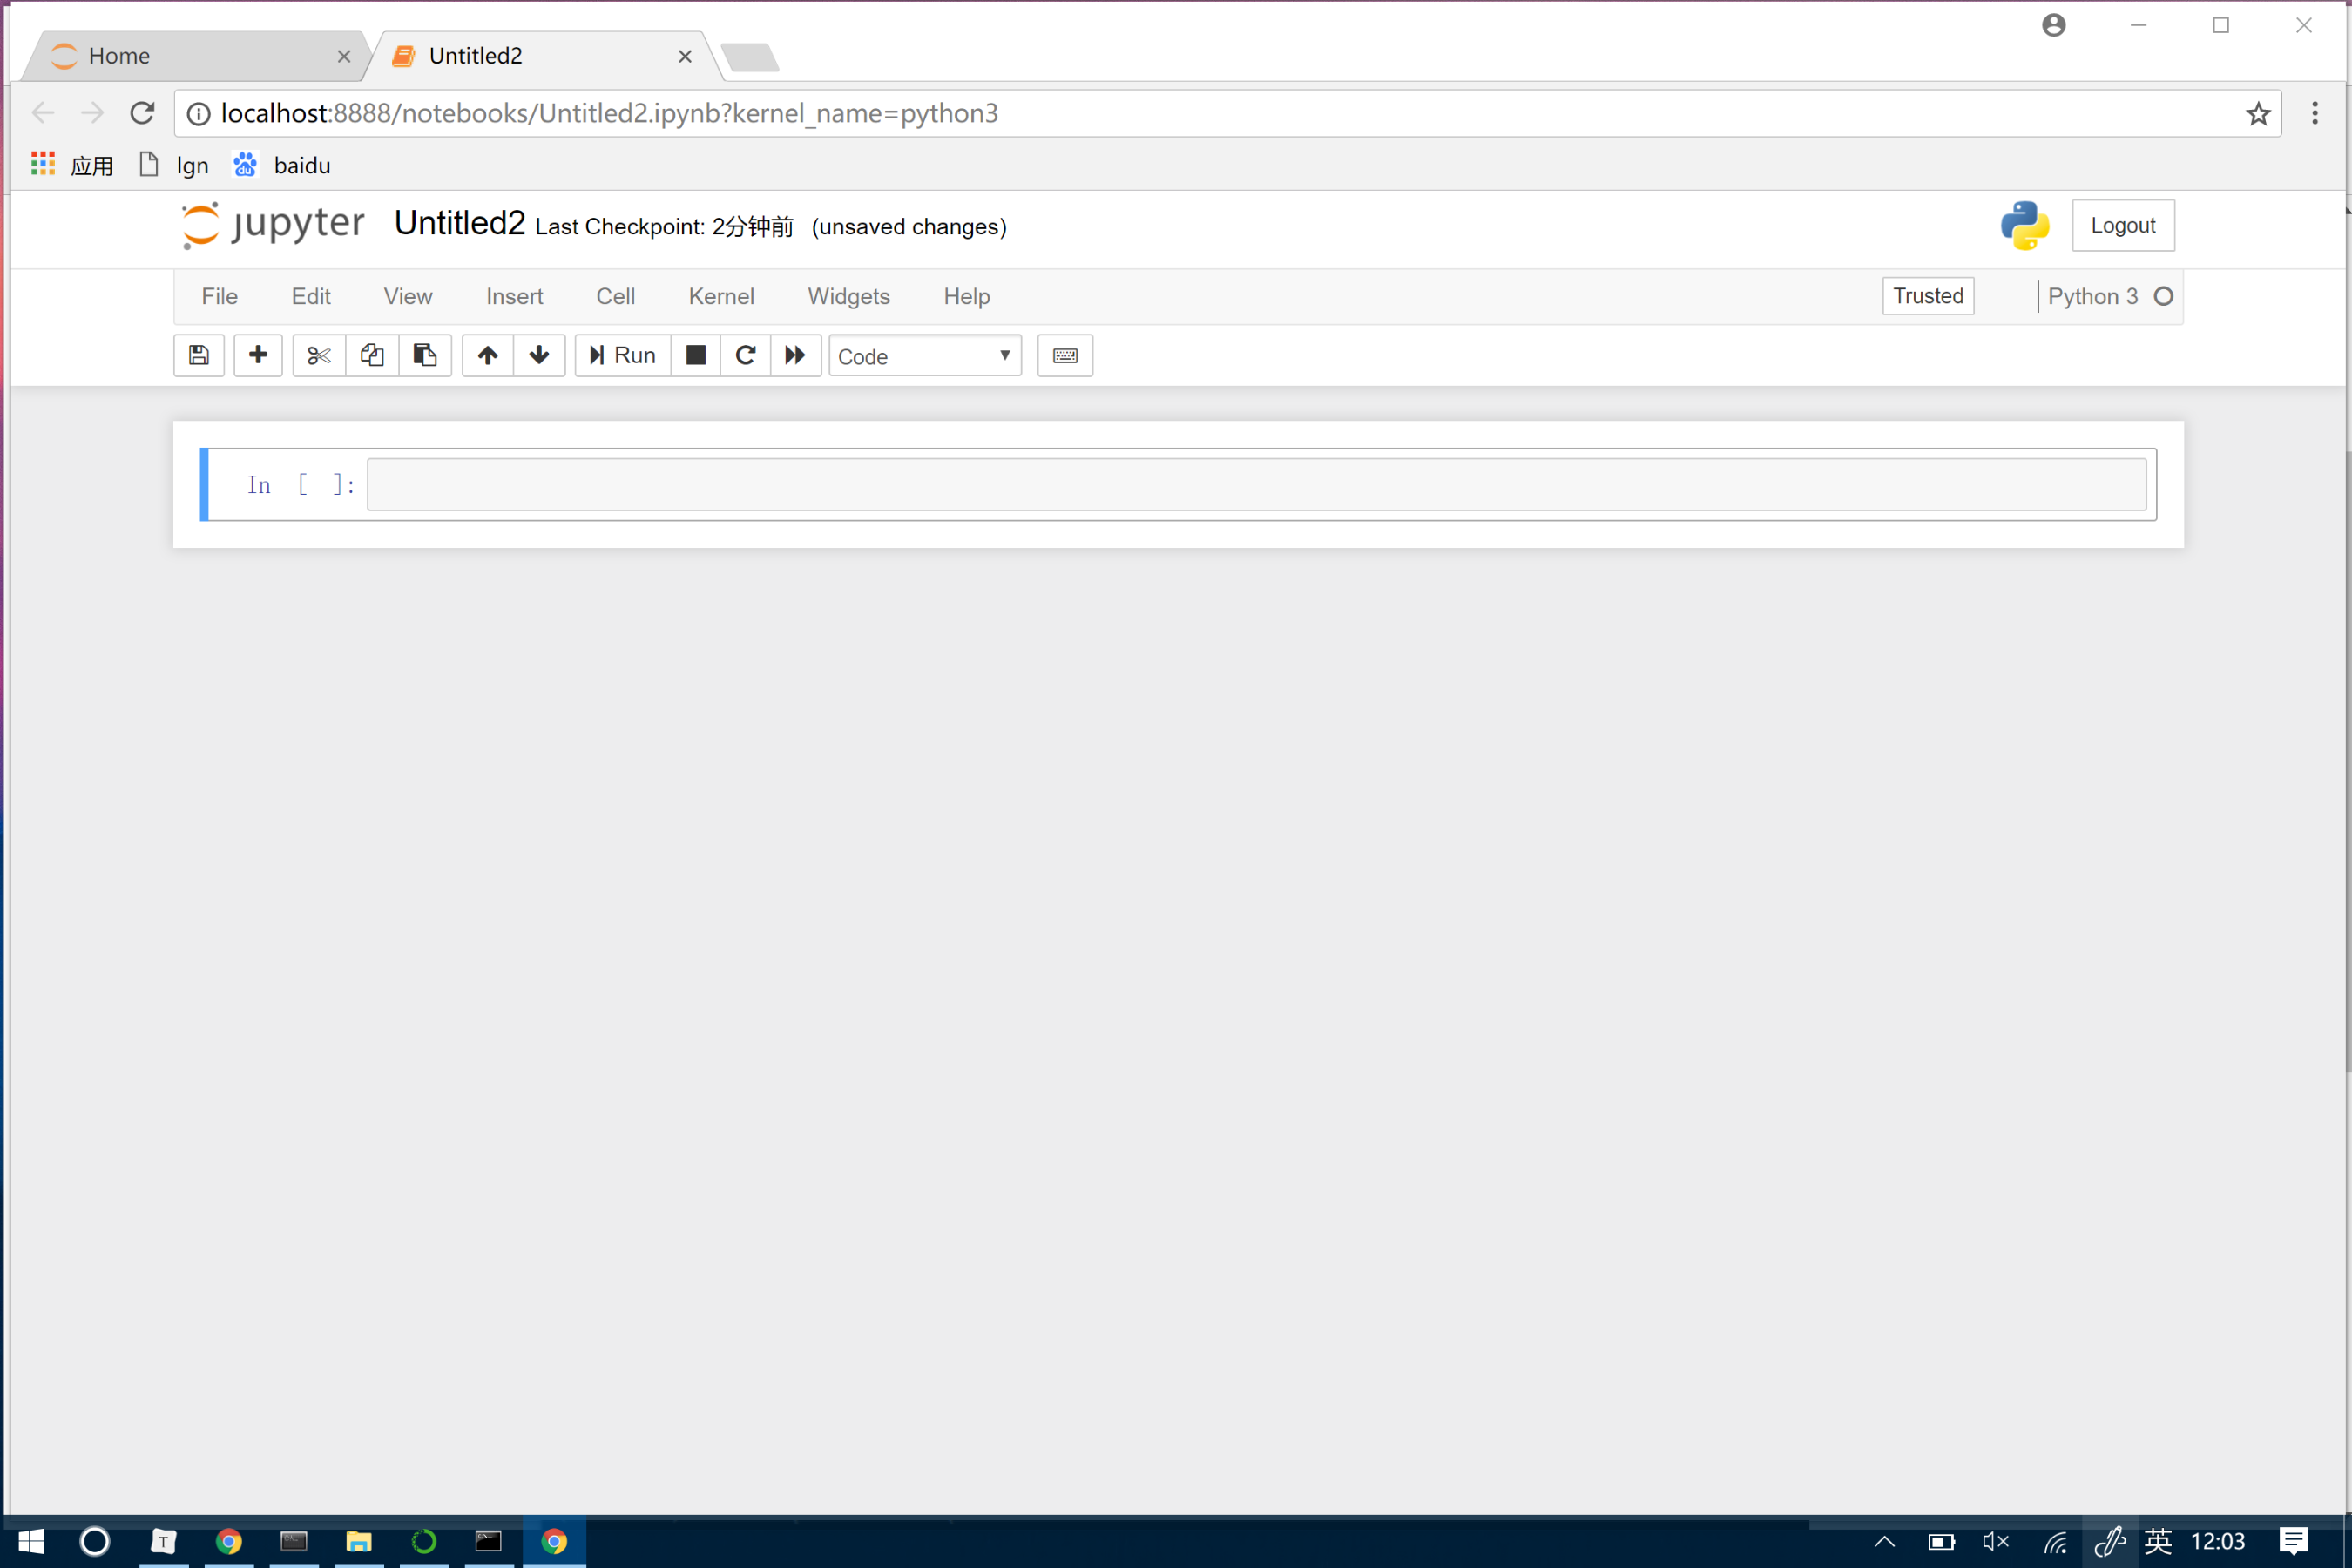 Home
Untitled2
localhost:8888/notebooks/Untitled2.ipynb?kernel_name=python3
应用 lgn baidu
jupyter Untitled2 Last Checkpoint: 2分钟前 (unsaved changes) Logout
File Edit View Insert Cell Kernel Widgets Help Trusted Python 3
Run Code
In [ ]:
英 12:03